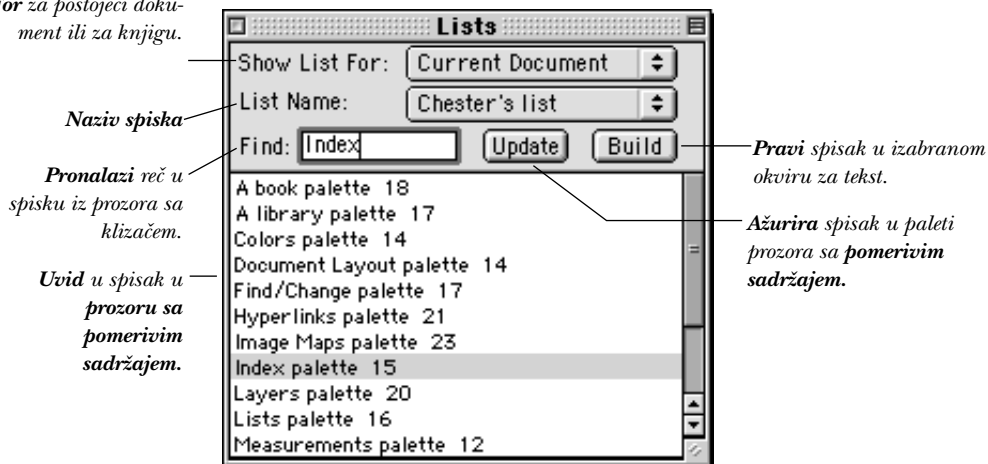 za postojeći doku-
ment ili za knjigu.
Naziv spiska
Pronalazi reč u
spisku iz prozora sa
klizačem.
Uvid u spisak u
prozoru sa
pomerivim
sadržajem.
Lists
Show List For: Current Document
List Name: Chester's list
Find: Index Update Build
A book palette 18
A library palette 17
Colors palette 14
Document Layout palette 14
Find/Change palette 17
Hyperlinks palette 21
Image Maps palette 23
Index palette 15
Layers palette 20
Lists palette 16
Measurements palette 12
Pravi spisak u izabranom
okviru za tekst.
Ažurira spisak u paleti
prozora sa pomerivim
sadržajem.